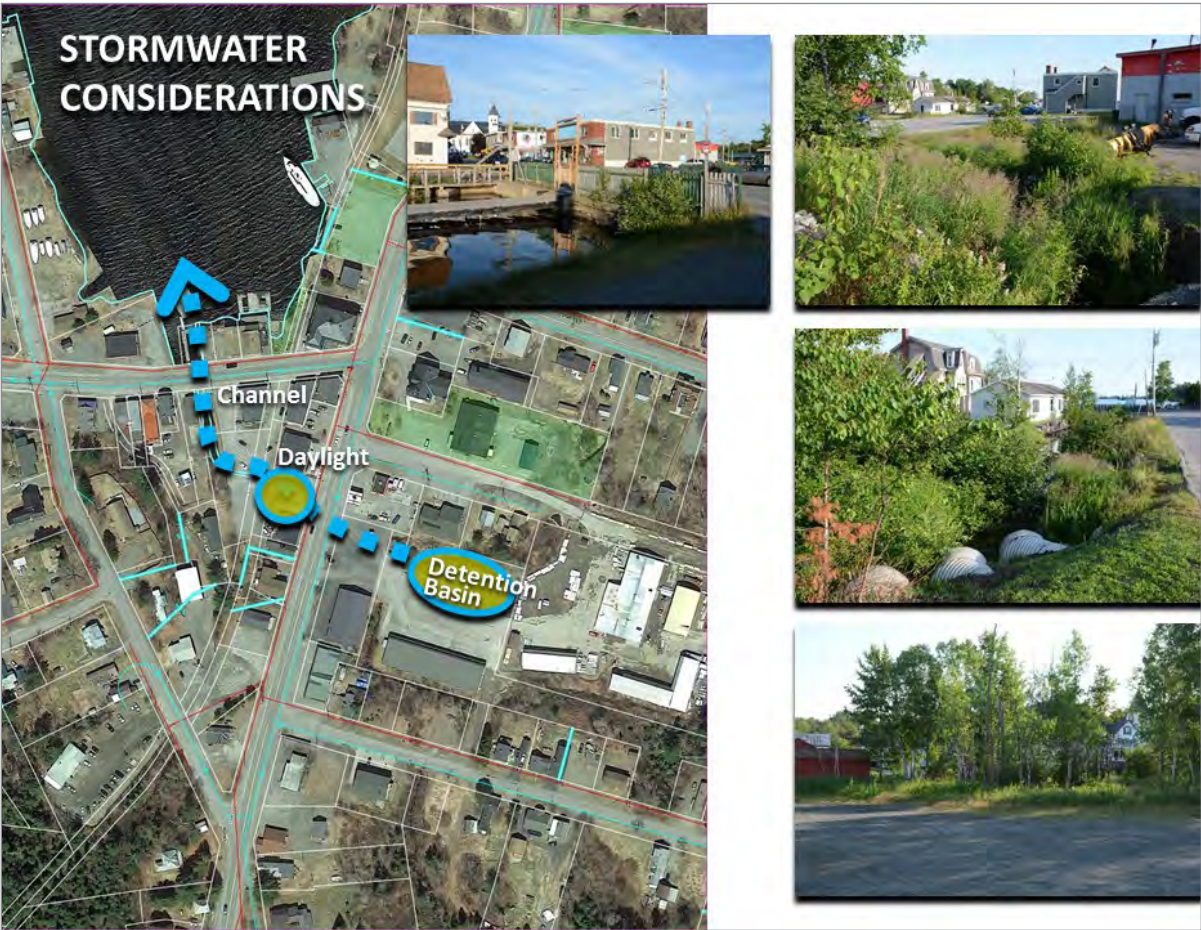 STORMWATER
CONSIDERATIONS
Channel
Daylight
Detention
Basin